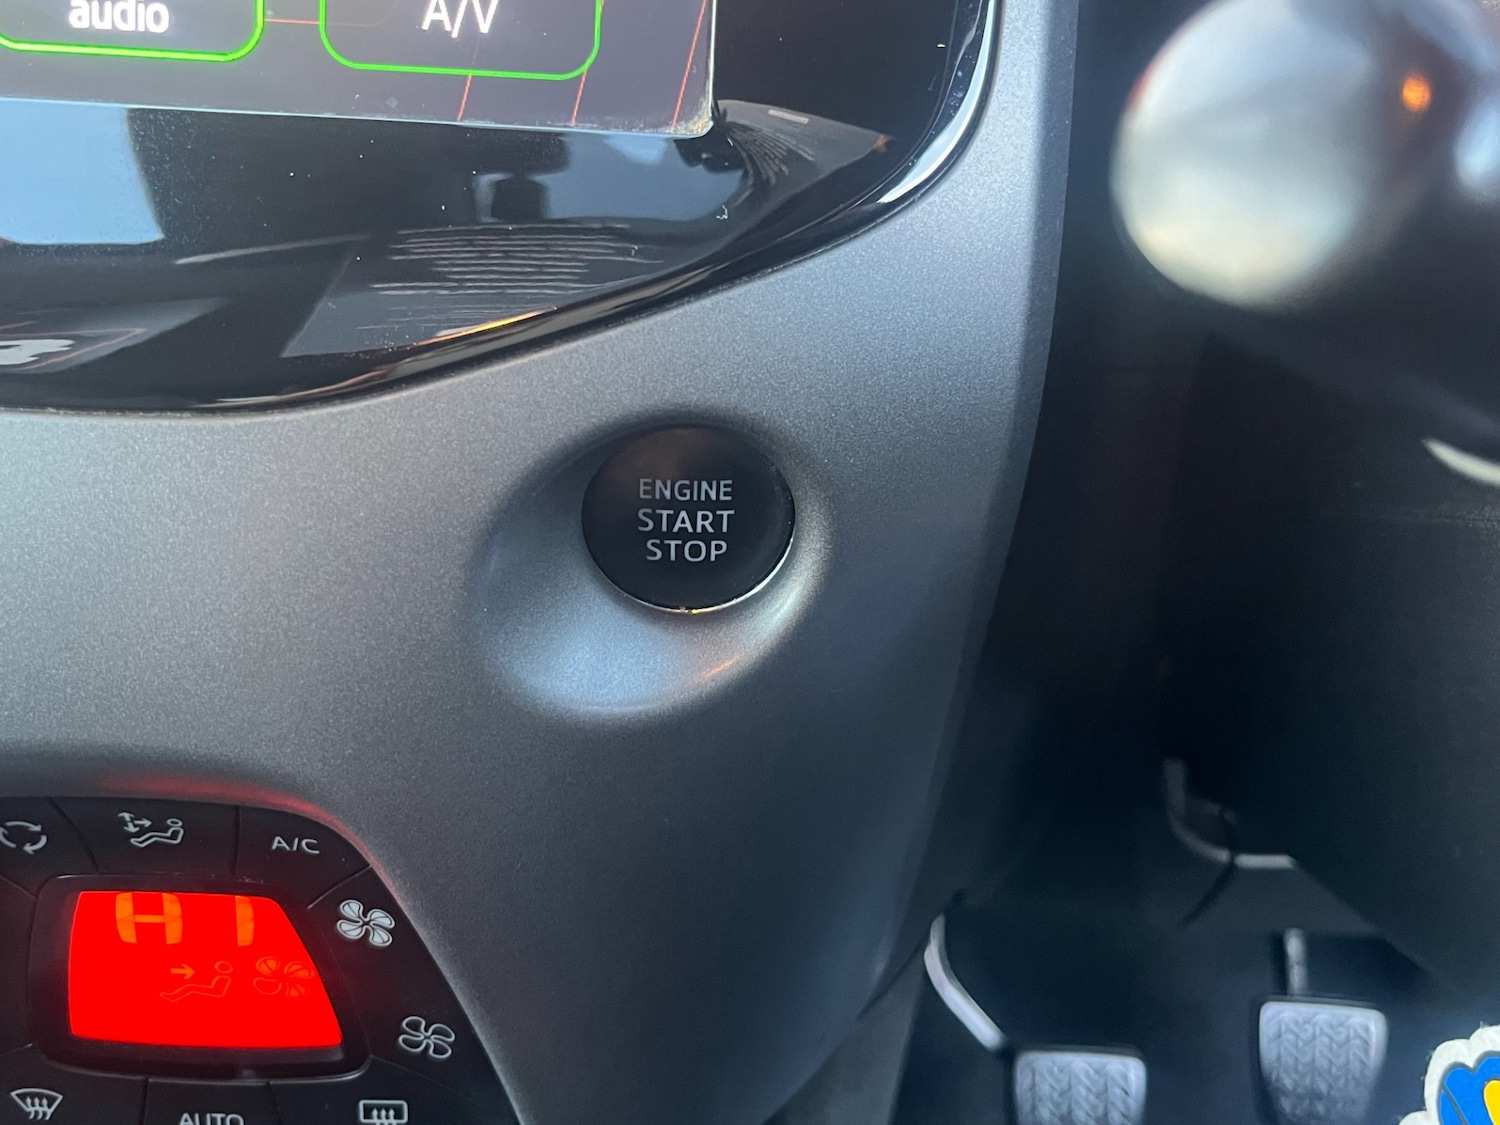 audio
A/V
ENGINE
START
STOP
A/C
HI
AUTO